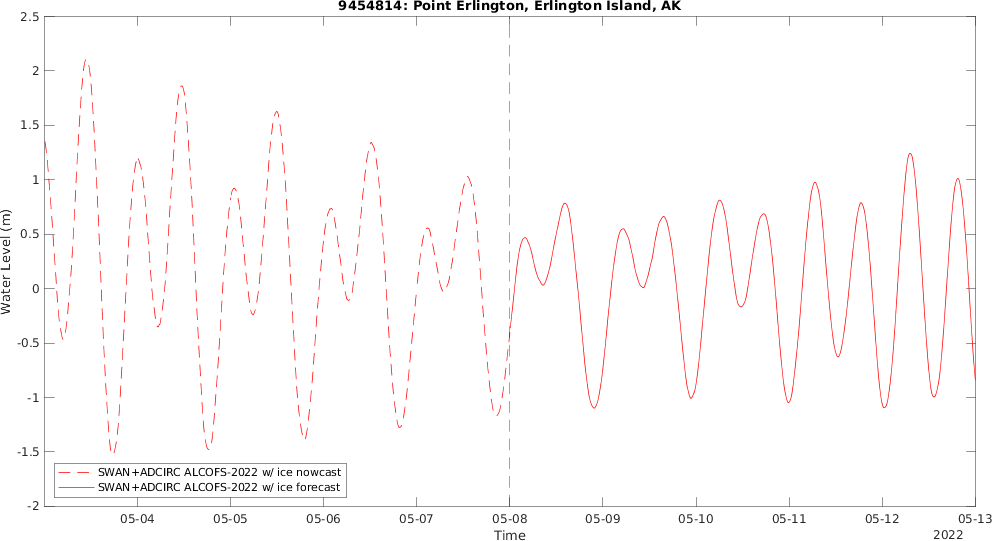 9454814: Point Erlington, Erlington Island, AK
2.5
2
1.5
1
0.5
0
-0.5
-1
-1.5
-2
Water Level (m)
SWAN+ADCIRC ALCOFS-2022 w/ ice nowcast
SWAN+ADCIRC ALCOFS-2022 w/ ice forecast
05-04 05-05 05-06 05-07 05-08 05-09 05-10 05-11 05-12 05-13
Time
2022